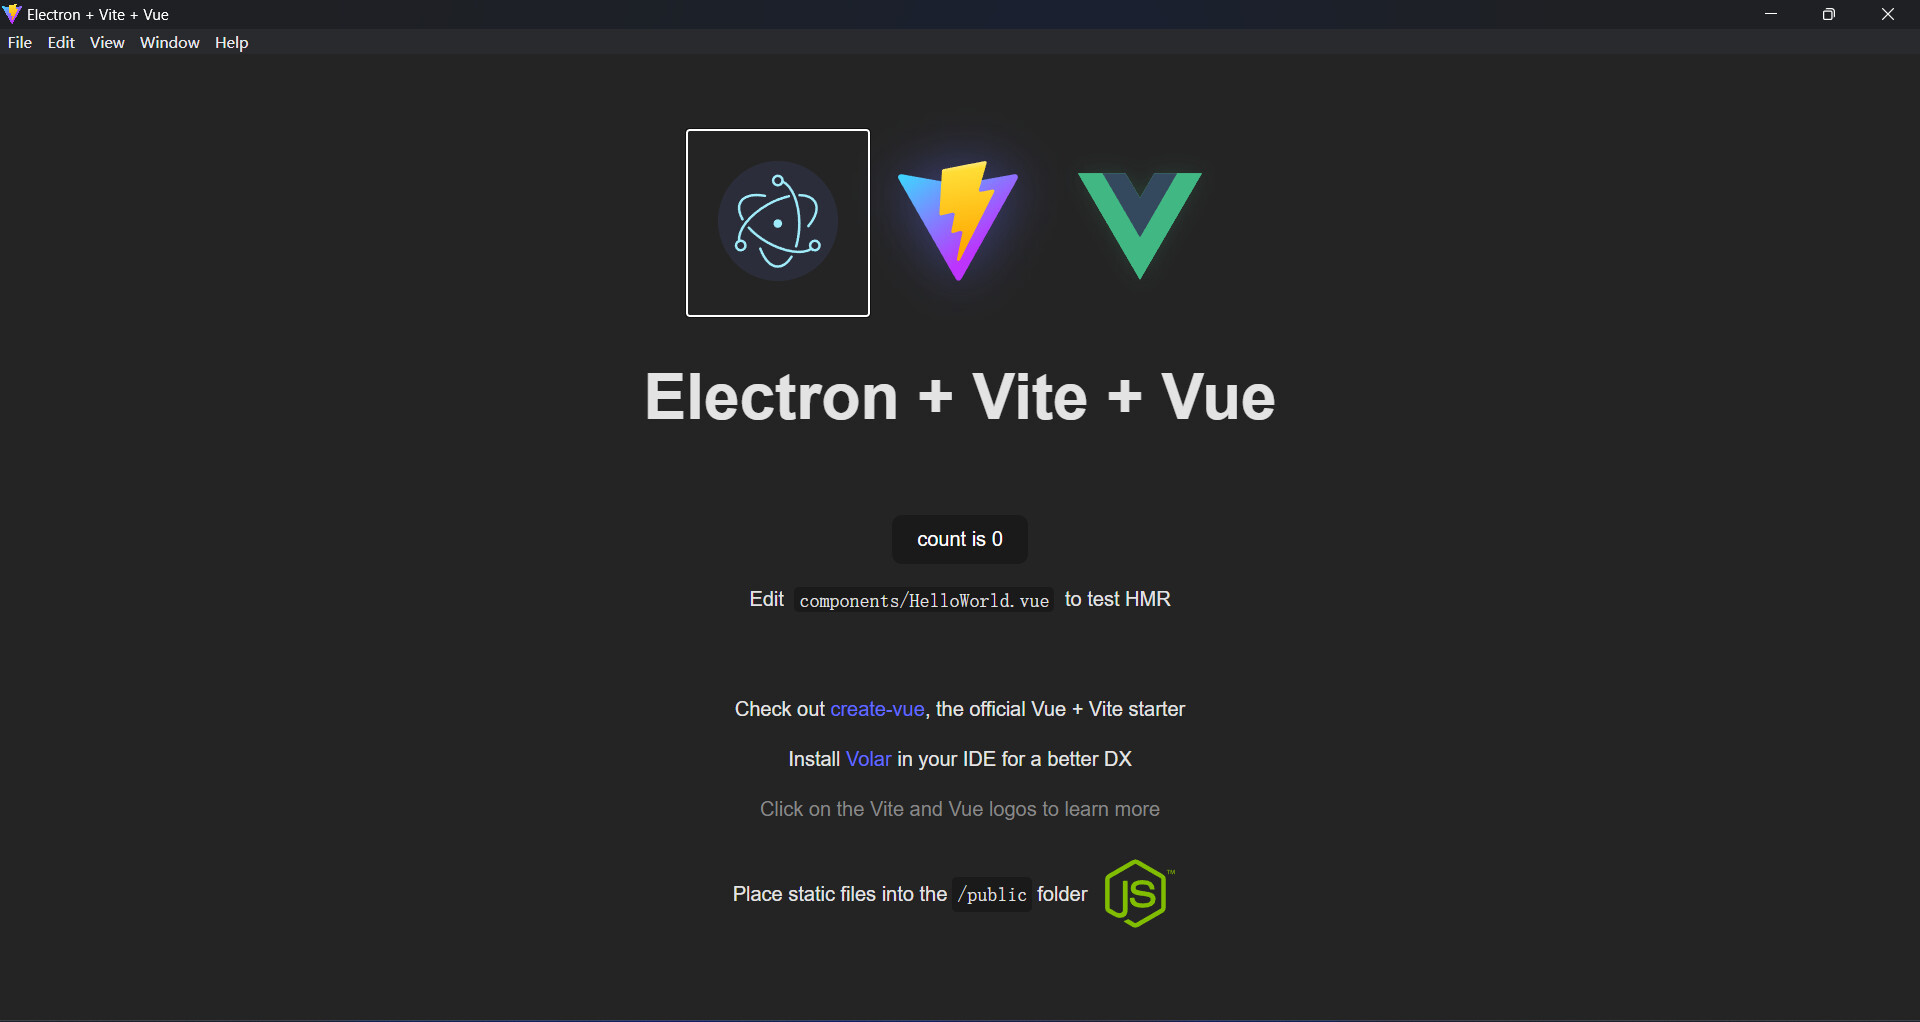 Electron + Vite + Vue
File Edit View Window Help
Electron + Vite + Vue
count is 0
Edit components/HelloWorld.vue to test HMR
Check out create-vue, the official Vue + Vite starter
Install Volar in your IDE for a better DX
Click on the Vite and Vue logos to learn more
Place static files into the /public folder JS™